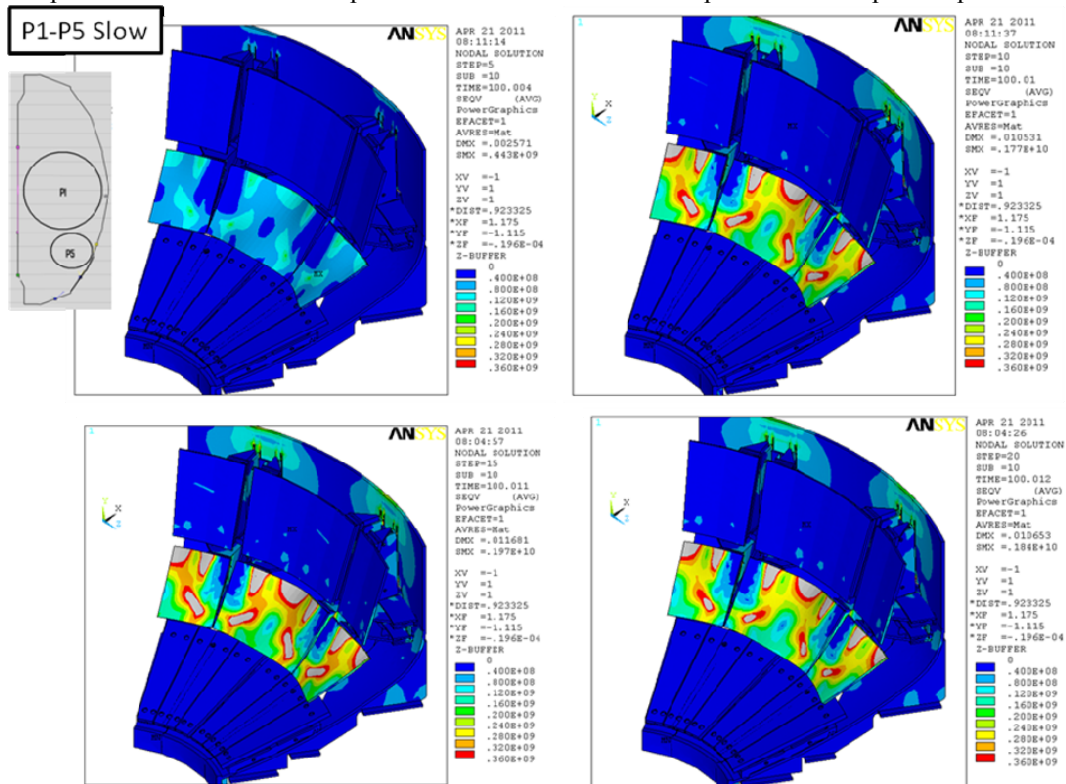 P1-P5 Slow
P1
P5
ANSYS
APR 21 2011
08:11:14
NODAL SOLUTION
STEP=5
SUB =10
TIME=100.004
SEQV (AVG)
PowerGraphics
EFACET=1
AVRES=Mat
DMX =.002571
SMX =.443E+09
XV =-1
YV =1
ZV =1
*DIST=.923325
*XF =1.175
*YF =-1.115
*ZF =-.196E-04
Z-BUFFER
0
.400E+08
.800E+08
.120E+09
.160E+09
.200E+09
.240E+09
.280E+09
.320E+09
.360E+09
1
ANSYS
Y
X
Z
APR 21 2011
08:11:37
NODAL SOLUTION
STEP=10
SUB =10
TIME=100.01
SEQV (AVG)
PowerGraphics
EFACET=1
AVRES=Mat
DMX =.010531
SMX =.177E+10
XV =-1
YV =1
ZV =1
*DIST=.923325
*XF =1.175
*YF =-1.115
*ZF =-.196E-04
Z-BUFFER
0
.400E+08
.800E+08
.120E+09
.160E+09
.200E+09
.240E+09
.280E+09
.320E+09
.360E+09
1
ANSYS
Y
X
Z
APR 21 2011
08:04:57
NODAL SOLUTION
STEP=15
SUB =10
TIME=100.011
SEQV (AVG)
PowerGraphics
EFACET=1
AVRES=Mat
DMX =.011681
SMX =.197E+10
XV =-1
YV =1
ZV =1
*DIST=.923325
*XF =1.175
*YF =-1.115
*ZF =-.196E-04
Z-BUFFER
0
.400E+08
.800E+08
.120E+09
.160E+09
.200E+09
.240E+09
.280E+09
.320E+09
.360E+09
1
ANSYS
Y
X
Z
APR 21 2011
08:04:26
NODAL SOLUTION
STEP=20
SUB =10
TIME=100.012
SEQV (AVG)
PowerGraphics
EFACET=1
AVRES=Mat
DMX =.010653
SMX =.184E+10
XV =-1
YV =1
ZV =1
*DIST=.923325
*XF =1.175
*YF =-1.115
*ZF =-.196E-04
Z-BUFFER
0
.400E+08
.800E+08
.120E+09
.160E+09
.200E+09
.240E+09
.280E+09
.320E+09
.360E+09